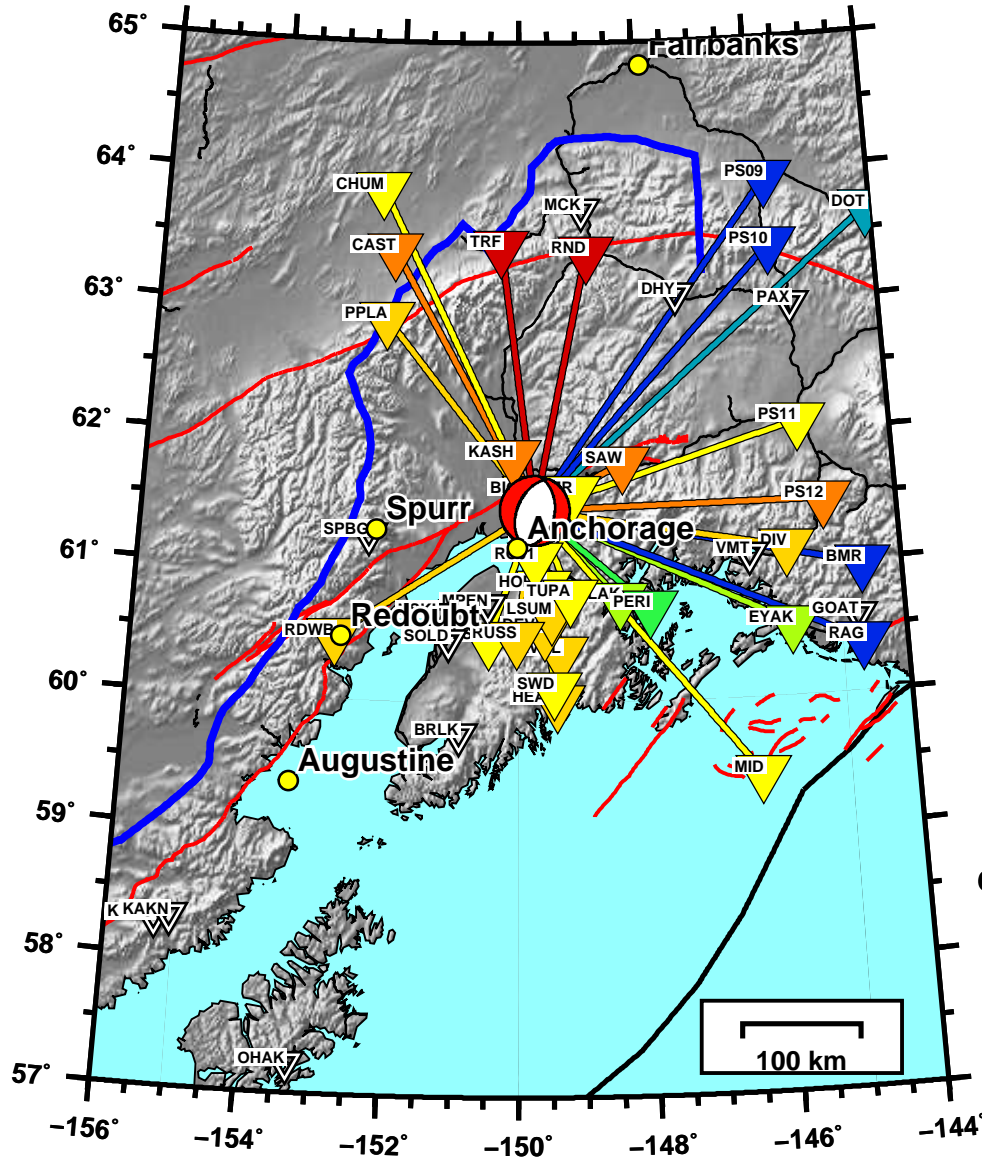 65°
Fairbanks
64°
CHUM
PS09
MCK
DOT
CAST
TRF
RND
PS10
63°
DHY
PAX
PPLA
62°
PS11
KASH
SAW
PS12
Spurr
SPBG
Anchorage
61°
DIV
VMT
BMR
TUPA
MPEN
LSUM
PERI
GOAT
Redoubt
RDWB
SOLD
RUSS
EYAK
RAG
60°
SWD
BRLK
Augustine
MID
59°
K
KAKN
58°
OHAK
100 km
57°
−156°
−154°
−152°
−150°
−148°
−146°
−144°